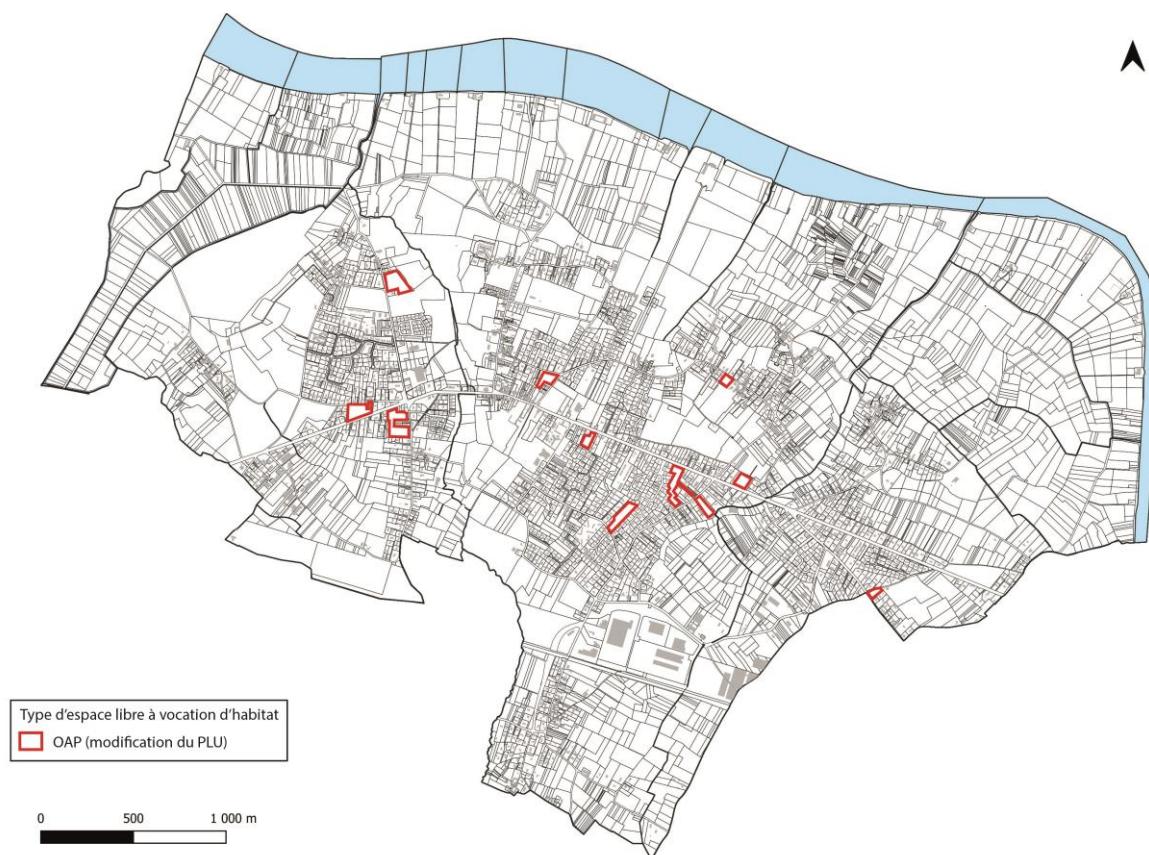 Type d'espace libre à vocation d'habitat
OAP (modification du PLU)
0 500 1 000 m